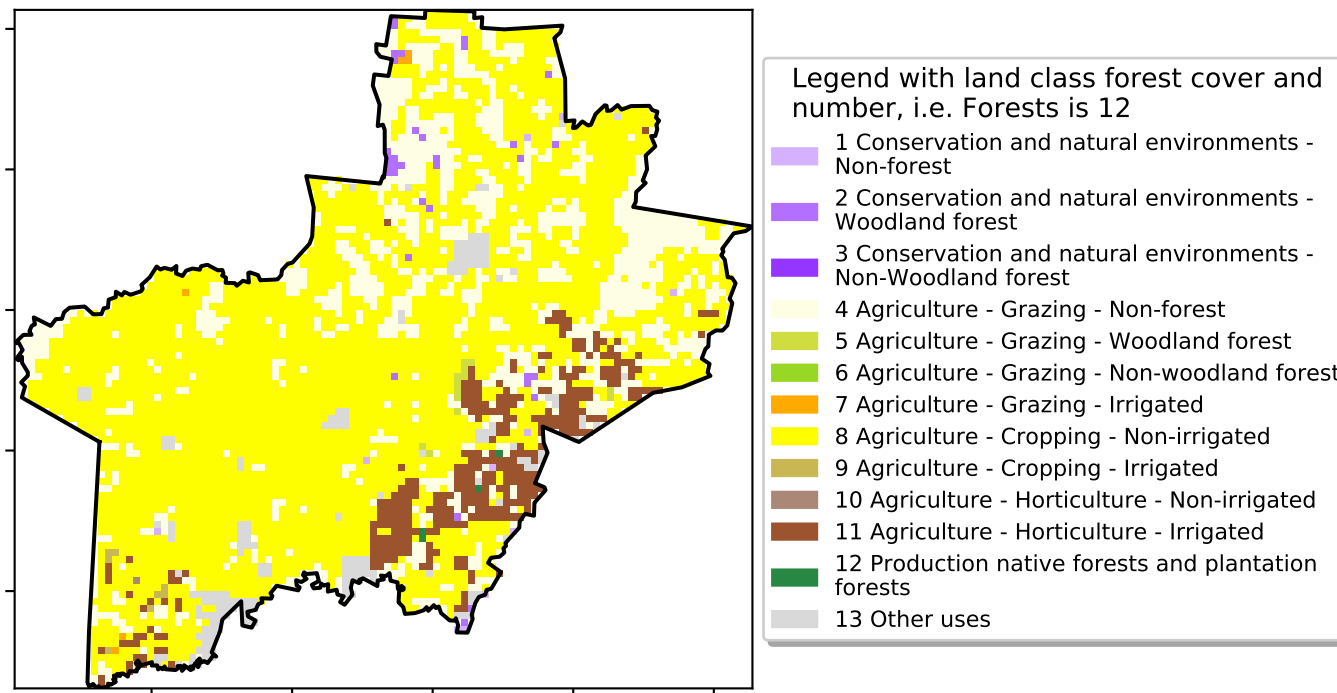 Legend with land class forest cover and
number, i.e. Forests is 12
1 Conservation and natural environments -
Non-forest
2 Conservation and natural environments -
Woodland forest
3 Conservation and natural environments -
Non-Woodland forest
4 Agriculture - Grazing - Non-forest
5 Agriculture - Grazing - Woodland forest
6 Agriculture - Grazing - Non-woodland forest
7 Agriculture - Grazing - Irrigated
8 Agriculture - Cropping - Non-irrigated
9 Agriculture - Cropping - Irrigated
10 Agriculture - Horticulture - Non-irrigated
11 Agriculture - Horticulture - Irrigated
12 Production native forests and plantation
forests
13 Other uses